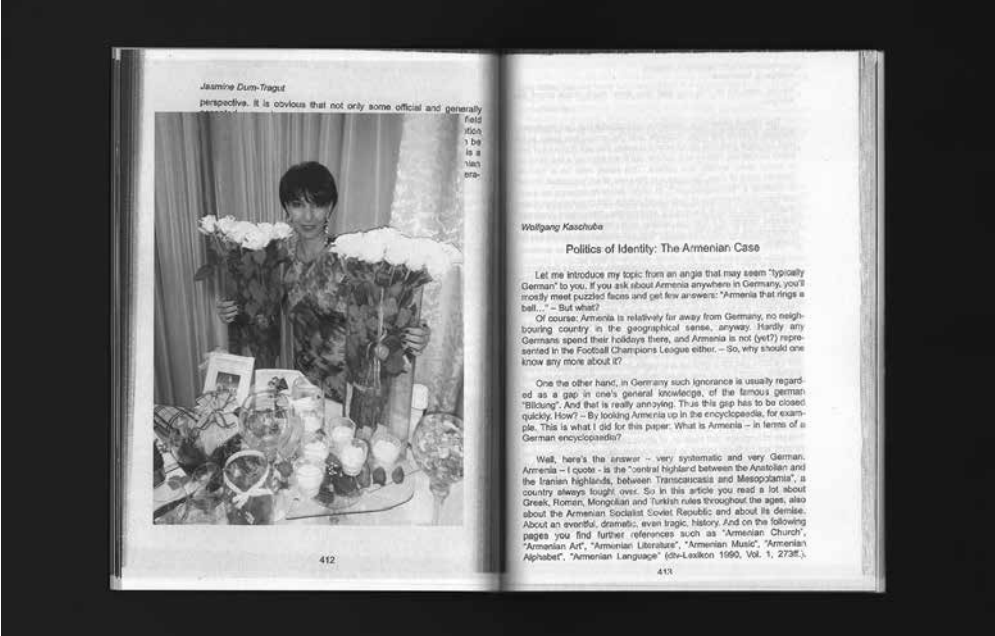 Jasmine Dum-Tragut
perspective. It is obvious that not only some official and generally
field
be
is a
era-
412
Wolfgang Kaschuba
Politics of Identity: The Armenian Case
Let me introduce my topic from an angle that may seem "typically
German" to you. If you ask about Armenia anywhere in Germany, you'll
mostly meet puzzled faces and get few answers: "Armenia that rings a
bell..." – But what?
Of course: Armenia is relatively far away from Germany, no neigh-
bouring country in the geographical sense, anyway. Hardly any
Germans spend their holidays there, and Armenia is not (yet?) repre-
sented in the Football Champions League either. – So, why should one
know any more about it?
One the other hand, in Germany such ignorance is usually regard-
ed as a gap in one's general knowledge, of the famous german
"Bildung". And that is really annoying. Thus this gap has to be closed
quickly. How? – By looking Armenia up in the encyclopaedia, for exam-
ple. This is what I did for this paper: What is Armenia – in terms of a
German encyclopaedia?
Well, here's the answer – very systematic and very German.
Armenia – I quote - is the "central highland between the Anatolian and
the Iranian highlands, between Transcaucasia and Mesopotamia", a
country always fought over. So in this article you read a lot about
Greek, Roman, Mongolian and Turkish rules throughout the ages, also
about the Armenian Socialist Soviet Republic and about its demise.
About an eventful, dramatic, even tragic, history. And on the following
pages you find further references such as "Armenian Church",
"Armenian Art", "Armenian Literature", "Armenian Music", "Armenian
Alphabet", "Armenian Language" (dtv-Lexikon 1990, Vol. 1, 273ff.).
413